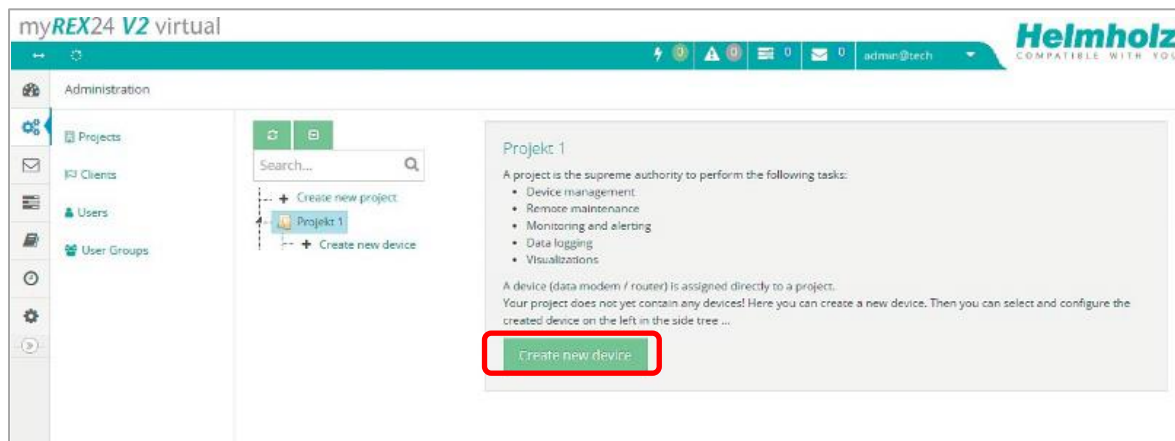 myREX24 V2 virtual
Helmholz
COMPATIBLE WITH YOU
0 0 0 0 admin@tech
Administration
Projects
Clients
Users
User Groups
Search...
Create new project
Projekt 1
Create new device
Projekt 1
A project is the supreme authority to perform the following tasks:
• Device management
• Remote maintenance
• Monitoring and alerting
• Data logging
• Visualizations
A device (data modem / router) is assigned directly to a project.
Your project does not yet contain any devices! Here you can create a new device. Then you can select and configure the
created device on the left in the side tree ...
Create new device